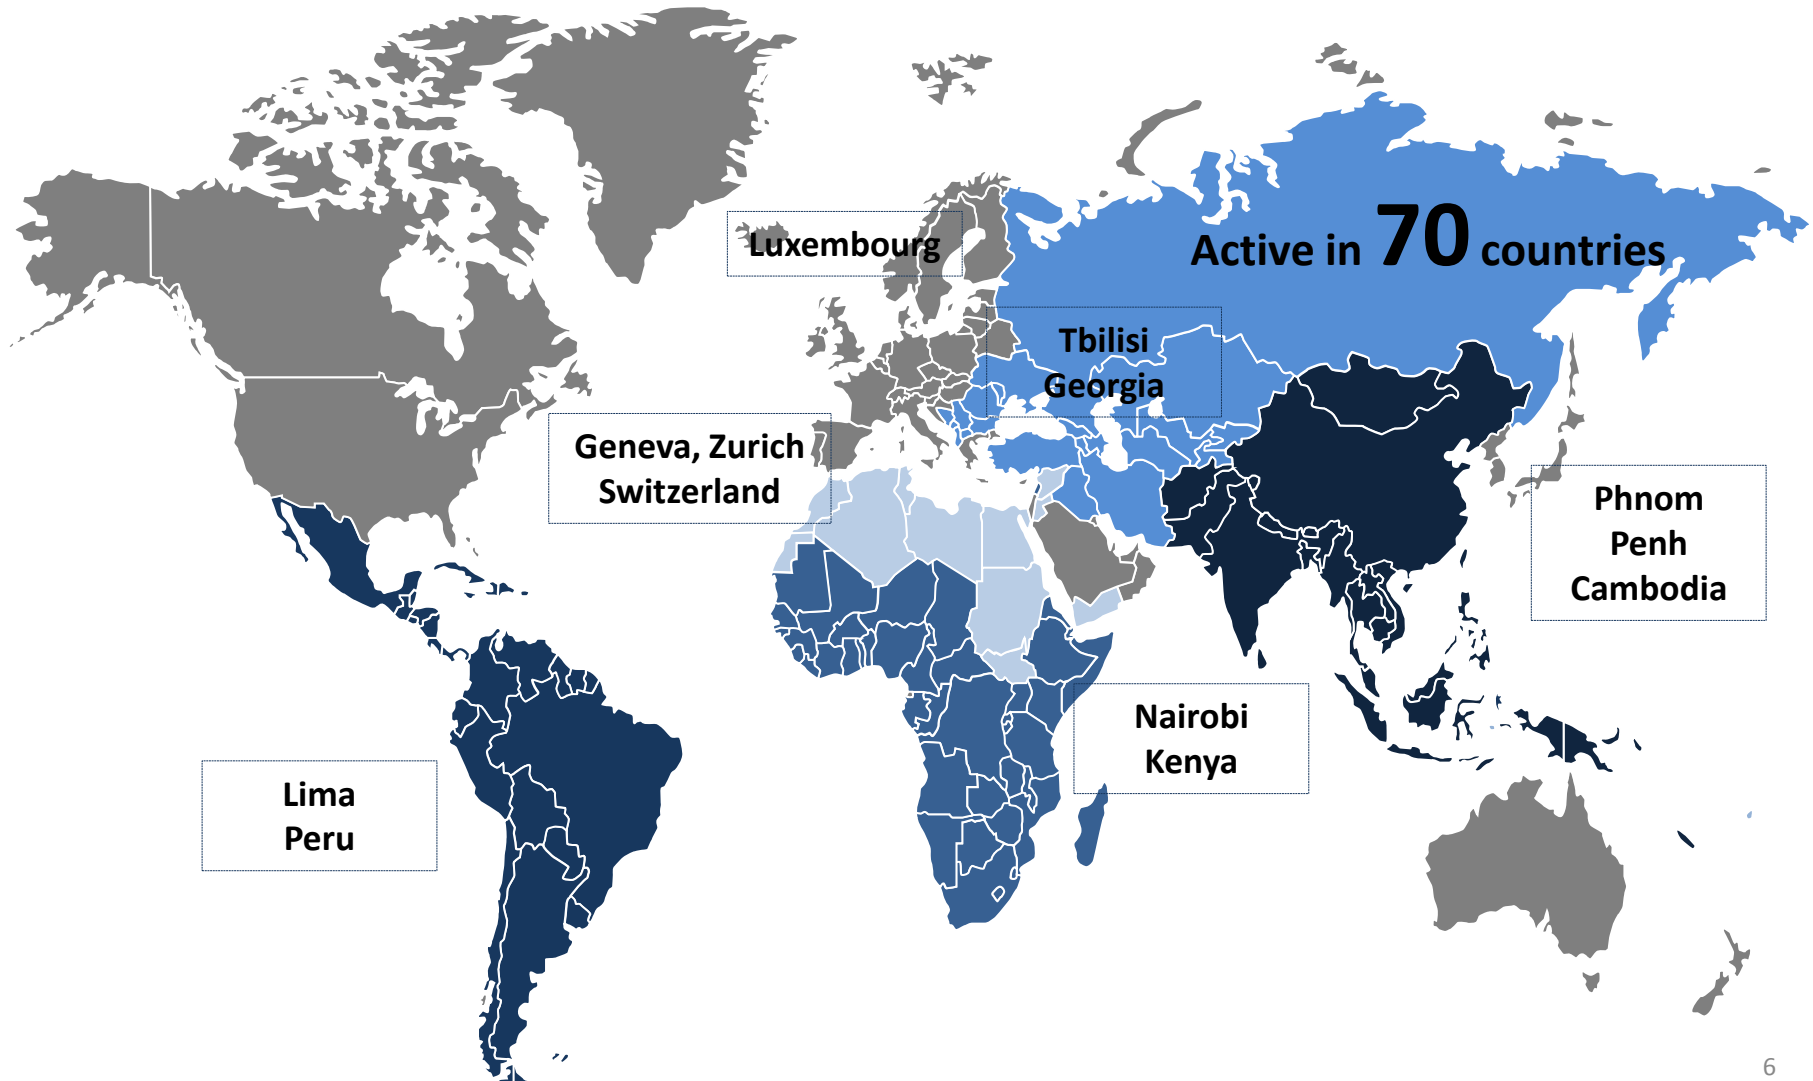 Luxembourg
Active in 70 countries
Tbilisi
Georgia
Geneva, Zurich
Switzerland
Phnom
Penh
Cambodia
Nairobi
Kenya
Lima
Peru
6